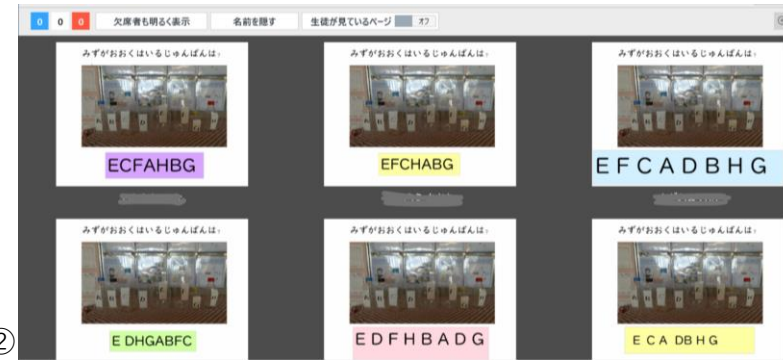 0 0 0 欠席者も明るく表示 名前を隠す 生徒が見ているページ オフ
みずがおおくはいるじゅんばんは:
ECFAHBG
みずがおおくはいるじゅんばんは:
EFCHABG
みずがおおくはいるじゅんばんは:
EFCADBHG
みずがおおくはいるじゅんばんは:
E DHGABFC
みずがおおくはいるじゅんばんは:
EDFHBADG
みずがおおくはいるじゅんばんは:
E C A DB H G
②